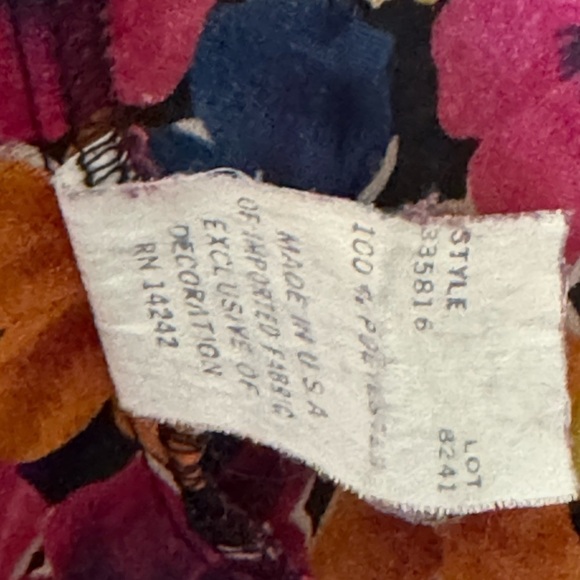 STYLE LOT
335816 8241
100 % POLYESTER
MADE IN U S A
OF IMPORTED FABRIC
EXCLUSIVE OF
DECORATION
RN 14242